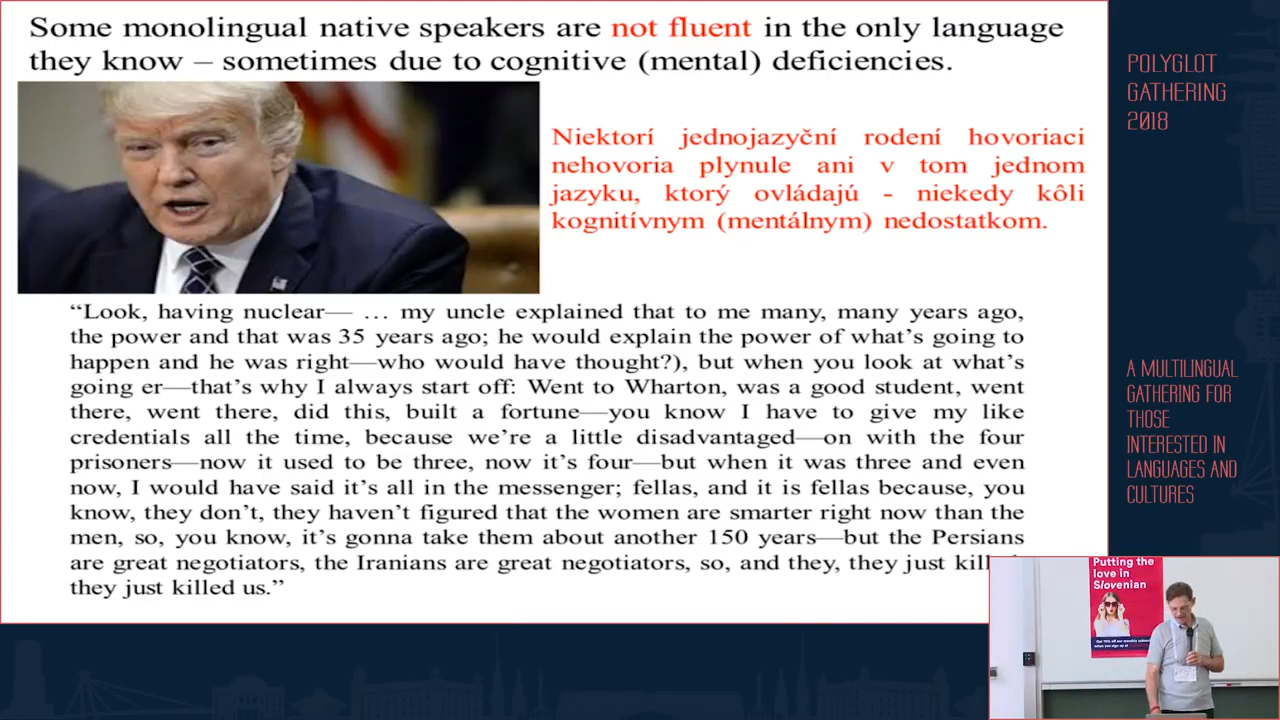 Some monolingual native speakers are not fluent in the only language
they know – sometimes due to cognitive (mental) deficiencies.
Niektorí jednojazyční rodení hovoriaci
nehovoria plynule ani v tom jednom
jazyku, ktorý ovládajú - niekedy kôli
kognitívnym (mentálnym) nedostatkom.
“Look, having nuclear— … my uncle explained that to me many, many years ago,
the power and that was 35 years ago; he would explain the power of what’s going to
happen and he was right—who would have thought?), but when you look at what’s
going er—that’s why I always start off: Went to Wharton, was a good student, went
there, went there, did this, built a fortune—you know I have to give my like
credentials all the time, because we’re a little disadvantaged—on with the four
prisoners—now it used to be three, now it’s four—but when it was three and even
now, I would have said it’s all in the messenger; fellas, and it is fellas because, you
know, they don’t, they haven’t figured that the women are smarter right now than the
men, so, you know, it’s gonna take them about another 150 years—but the Persians
are great negotiators, the Iranians are great negotiators, so, and they, they just
they just killed us.”
POLYGLOT
GATHERING
2018
A MULTILINGUAL
GATHERING FOR
THOSE
INTERESTED IN
LANGUAGES AND
CULTURES
Putting the
love in
Slovenian